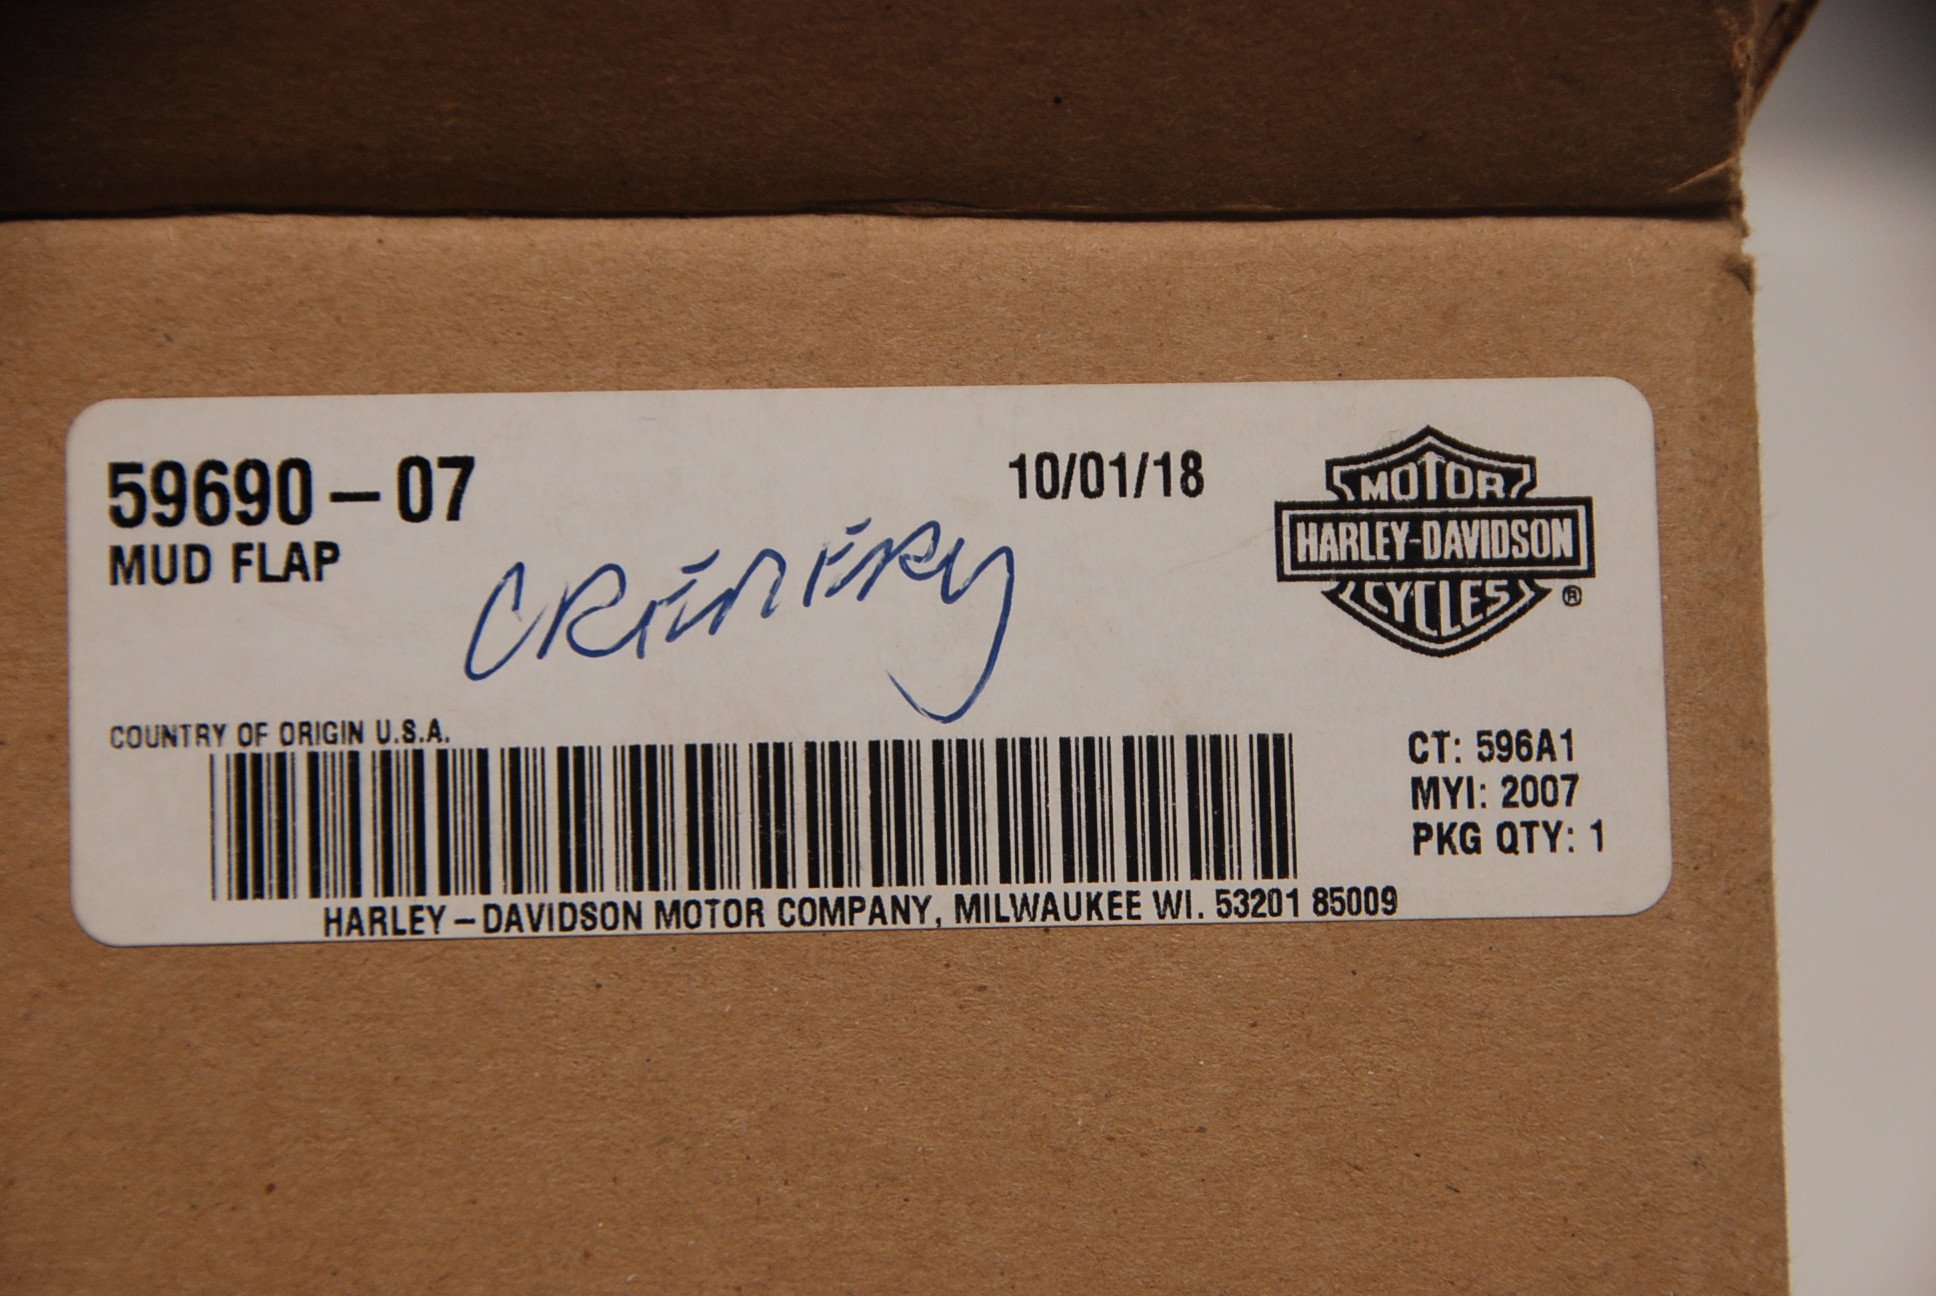 59690-07
MUD FLAP
10/01/18
MOTOR
HARLEY-DAVIDSON
CYCLES
®
COUNTRY OF ORIGIN U.S.A.
CT: 596A1
MYI: 2007
PKG QTY: 1
HARLEY-DAVIDSON MOTOR COMPANY, MILWAUKEE WI. 53201 85009